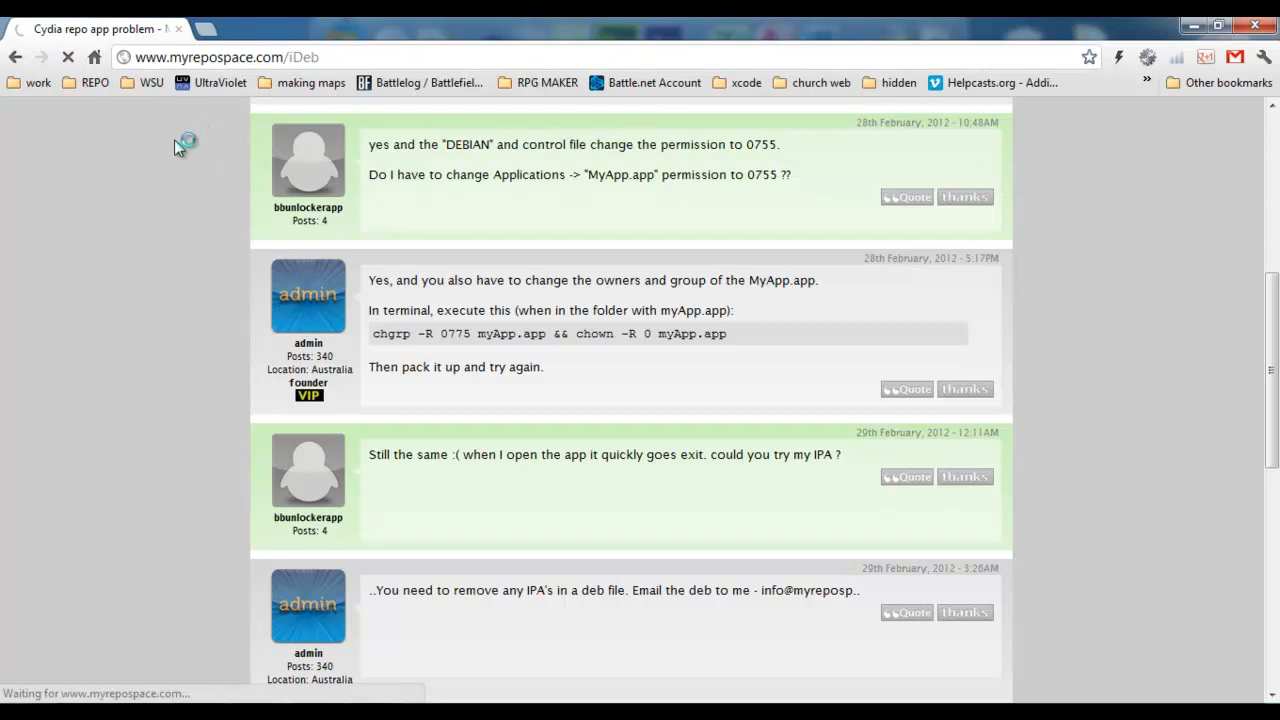 Cydia repo app problem - M
www.myrepospace.com/iDeb
work REPO WSU UltraViolet making maps Battlelog / Battlefiel... RPG MAKER Battle.net Account xcode church web hidden Helpcasts.org - Addi... » Other bookmarks
28th February, 2012 - 10:48AM
yes and the "DEBIAN" and control file change the permission to 0755.
Do I have to change Applications -> "MyApp.app" permission to 0755 ??
Quote thanks
bbunlockerapp
Posts: 4
28th February, 2012 - 5:17PM
Yes, and you also have to change the owners and group of the MyApp.app.
admin
In terminal, execute this (when in the folder with myApp.app):
chgrp -R 0775 myApp.app && chown -R 0 myApp.app
admin
Posts: 340
Location: Australia
founder
VIP
Then pack it up and try again.
Quote thanks
29th February, 2012 - 12:11AM
Still the same :( when I open the app it quickly goes exit. could you try my IPA ?
Quote thanks
bbunlockerapp
Posts: 4
29th February, 2012 - 3:26AM
..You need to remove any IPA's in a deb file. Email the deb to me - info@myreposp..
admin
Quote thanks
admin
Posts: 340
Location: Australia
Waiting for www.myrepospace.com...